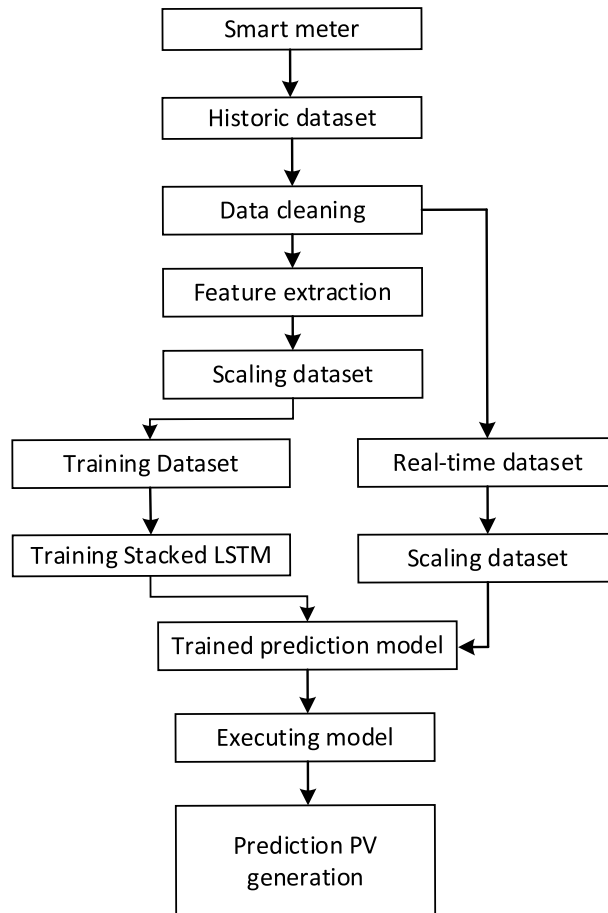 Smart meter
Historic dataset
Data cleaning
Feature extraction
Scaling dataset
Training Dataset
Real-time dataset
Training Stacked LSTM
Scaling dataset
Trained prediction model
Executing model
Prediction PV
generation